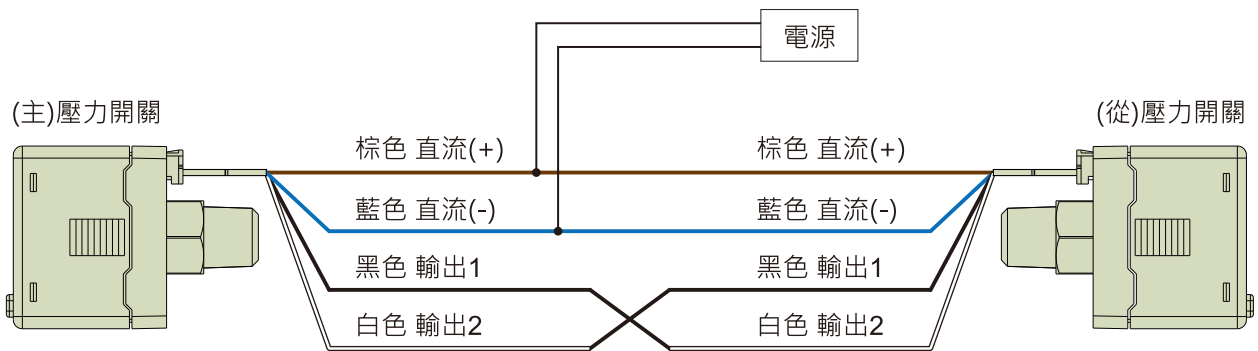 電源
(主)壓力開關
(從)壓力開關
棕色 直流(+)
棕色 直流(+)
藍色 直流(-)
藍色 直流(-)
黑色 輸出1
黑色 輸出1
白色 輸出2
白色 輸出2